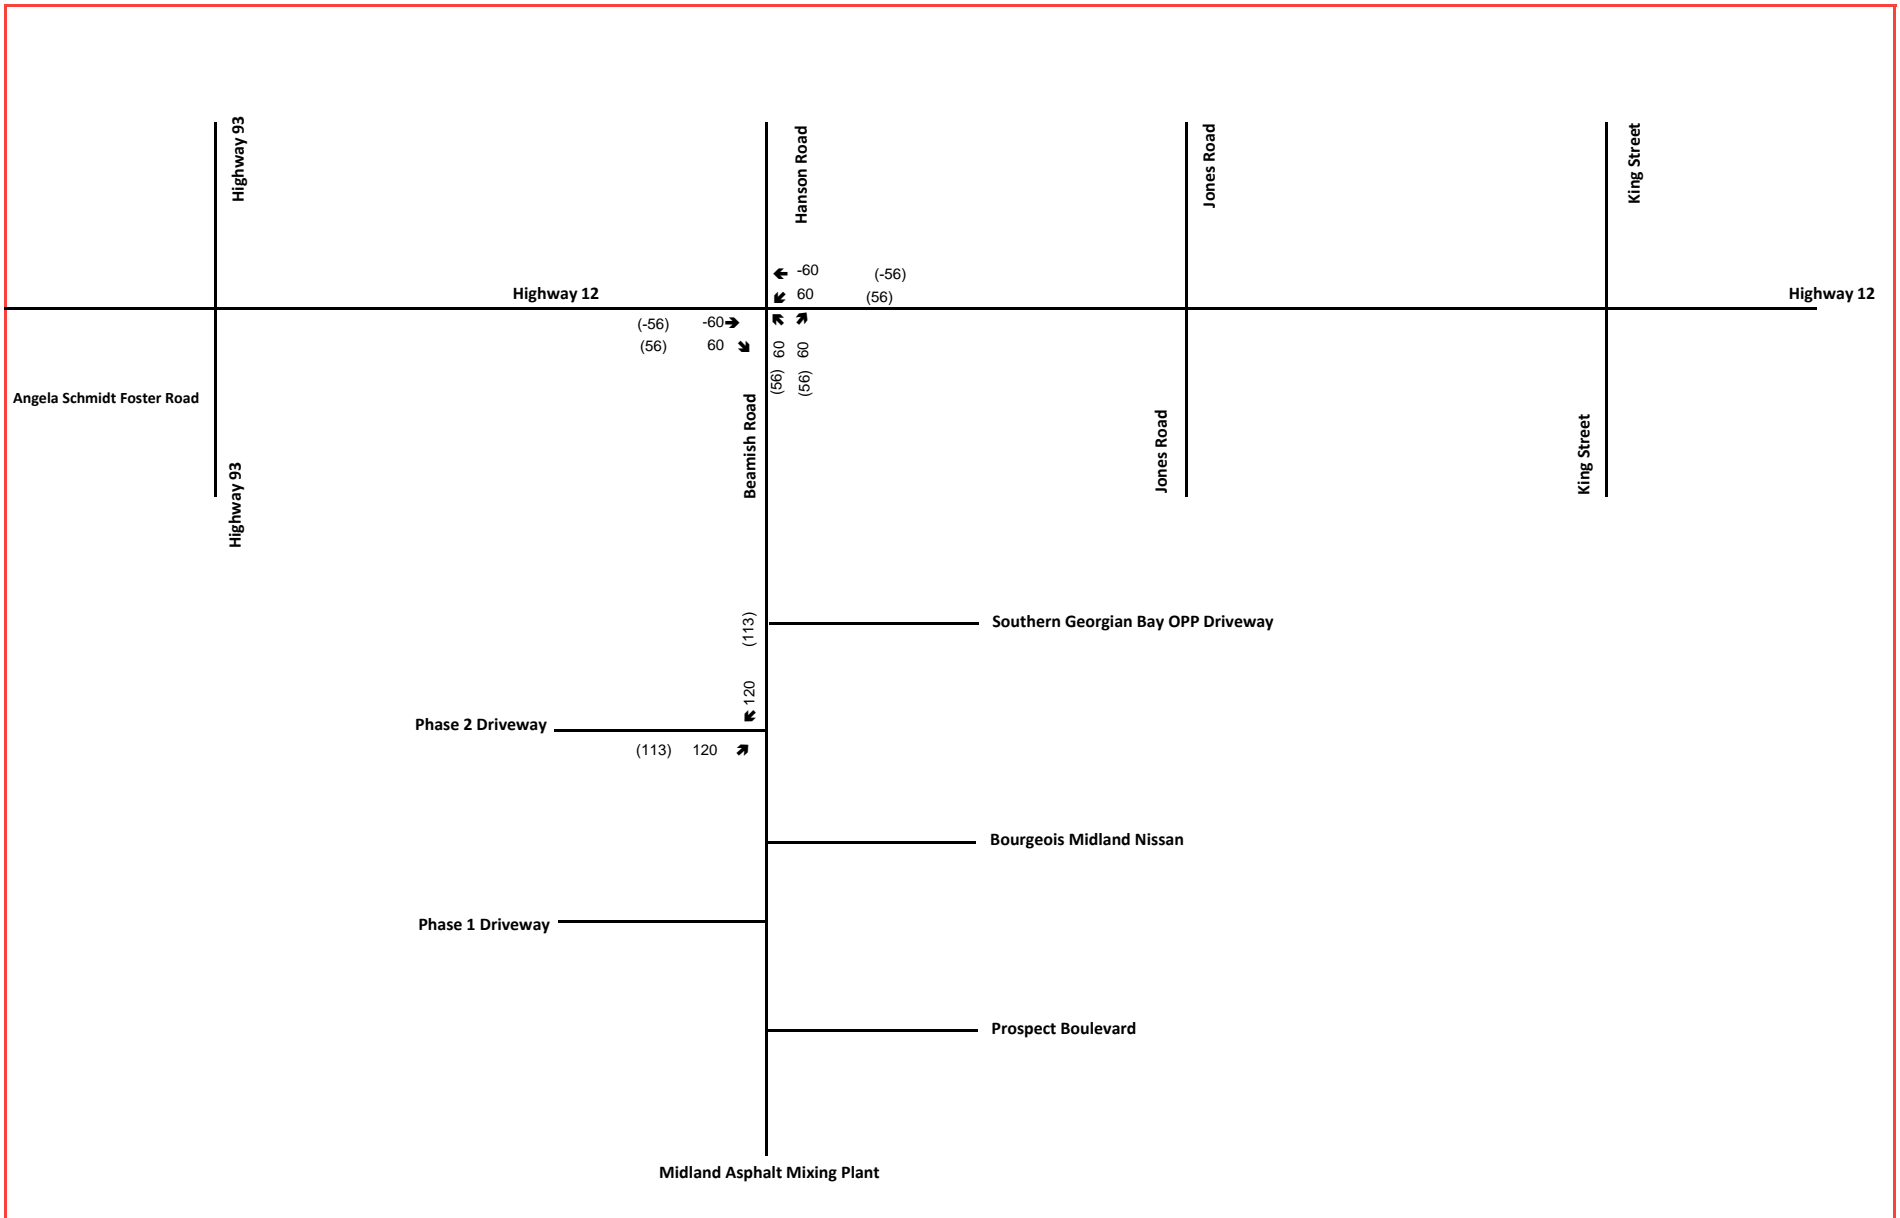 Highway 93
Hanson Road
Jones Road
King Street
-60 (-56)
Highway 12
60 (56)
Highway 12
(-56) -60
(56) 60
60 60
(56) (56)
Angela Schmidt Foster Road
Beamish Road
Jones Road
King Street
Highway 93
(113)
Southern Georgian Bay OPP Driveway
120
Phase 2 Driveway
(113) 120
Bourgeois Midland Nissan
Phase 1 Driveway
Prospect Boulevard
Midland Asphalt Mixing Plant